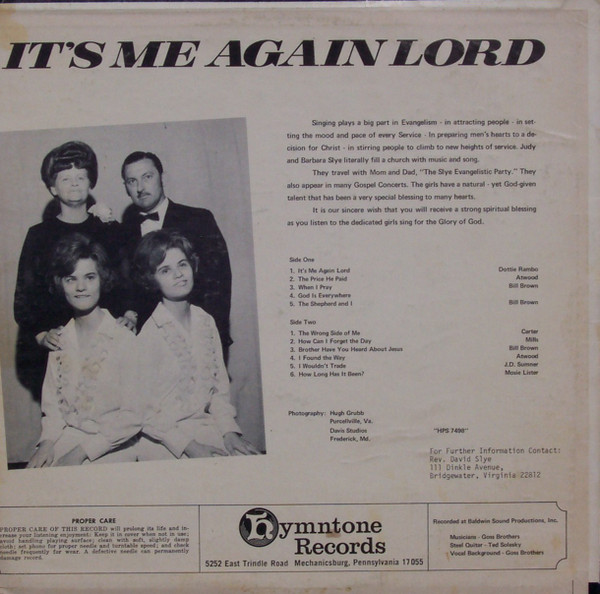 IT'S ME AGAIN LORD
Singing plays a big part in Evangelism - in attracting people - in set-
ting the mood and pace of every Service - In preparing men's hearts to a de-
cision for Christ - in stirring people to climb to new heights of service. Judy
and Barbara Slye literally fill a church with music and song.
They travel with Mom and Dad, "The Slye Evangelistic Party." They
also appear in many Gospel Concerts. The girls have a natural - yet God-given
talent that has been a very special blessing to many hearts.
It is our sincere wish that you will receive a strong spiritual blessing
as you listen to the dedicated girls sing for the Glory of God.
Side One
1. It's Me Again Lord Dottie Rambo
2. The Price He Paid Atwood
3. When I Pray Bill Brown
4. God Is Everywhere
5. The Shepherd and I Bill Brown
Side Two
1. The Wrong Side of Me Carter
2. How Can I Forget the Day Mills
3. Brother Have You Heard About Jesus Bill Brown
4. I Found the Way Atwood
5. I Wouldn't Trade J.D. Sumner
6. How Long Has It Been? Mosie Lister
Photography: Hugh Grubb
Purcellville, Va.
Davis Studios
Frederick, Md.
"HPS 7498"
For Further Information Contact:
Rev. David Slye
111 Dinkle Avenue,
Bridgewater, Virginia 22812
PROPER CARE
PROPER CARE OF THIS RECORD will prolong its life and in-
crease your listening enjoyment: Keep it in cover when not in use;
avoid handling playing surface; clean with soft, slightly damp
cloth; set phono for proper needle and turntable speed; and check
needle frequently for wear. A defective needle can permanently
damage record.
Hymntone
Records
5252 East Trindle Road Mechanicsburg, Pennsylvania 17055
Recorded at Baldwin Sound Productions, Inc.
Musicians - Goss Brothers
Steel Guiter - Ted Solesky
Vocal Background - Goss Brothers